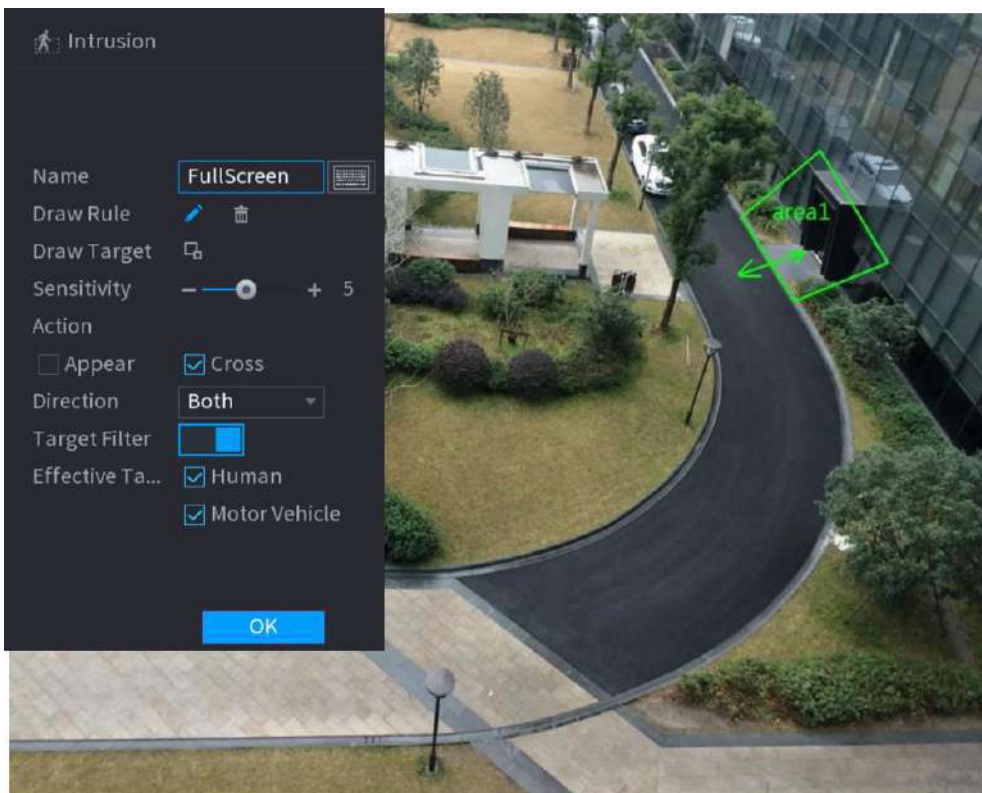 Intrusion
Name FullScreen
Draw Rule
Draw Target
Sensitivity - + 5
Action
Appear Cross
Direction Both
Target Filter
Effective Ta... Human
Motor Vehicle
OK
area1